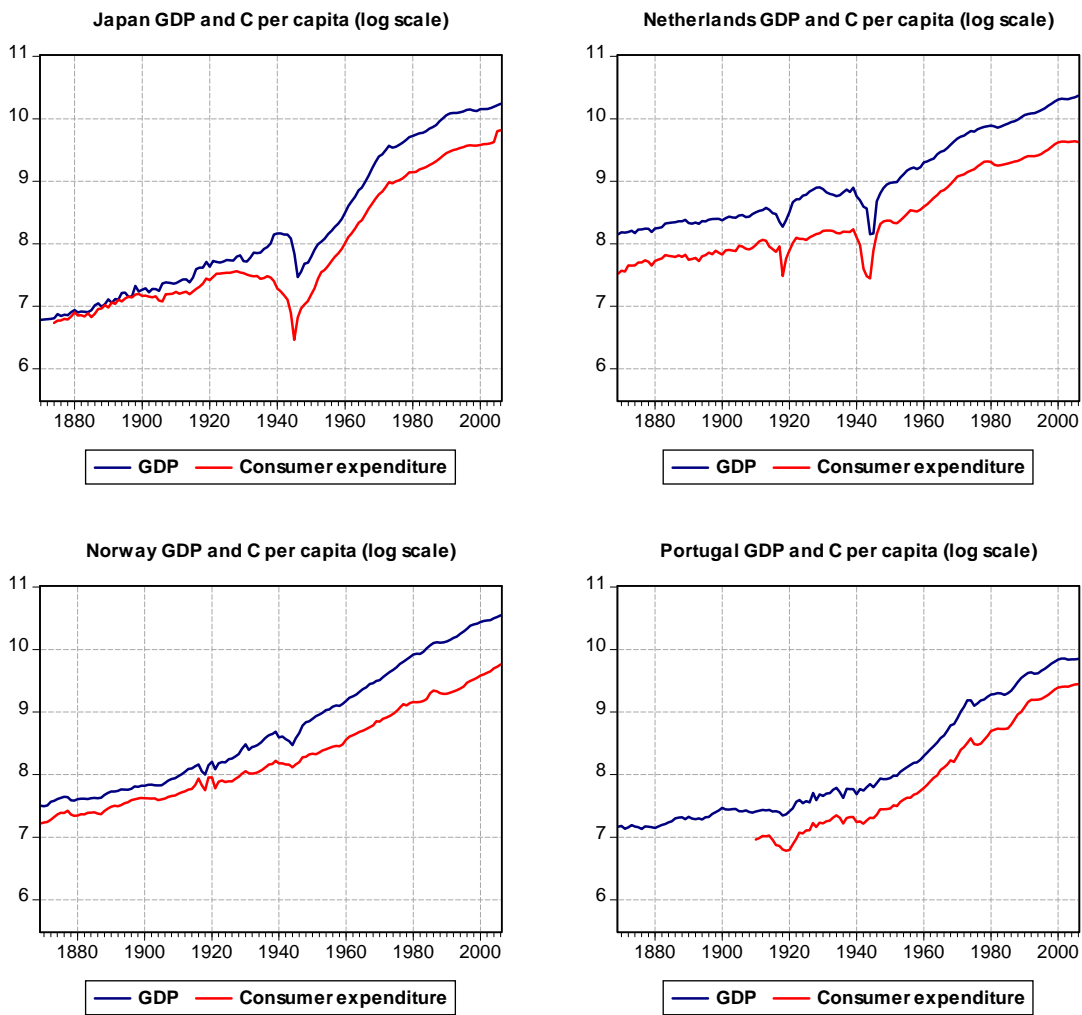 Japan GDP and C per capita (log scale)
11
10
9
8
7
6
1880 1900 1920 1940 1960 1980 2000
GDP Consumer expenditure
Netherlands GDP and C per capita (log scale)
11
10
9
8
7
6
1880 1900 1920 1940 1960 1980 2000
GDP Consumer expenditure
Norway GDP and C per capita (log scale)
11
10
9
8
7
6
1880 1900 1920 1940 1960 1980 2000
GDP Consumer expenditure
Portugal GDP and C per capita (log scale)
11
10
9
8
7
6
1880 1900 1920 1940 1960 1980 2000
GDP Consumer expenditure